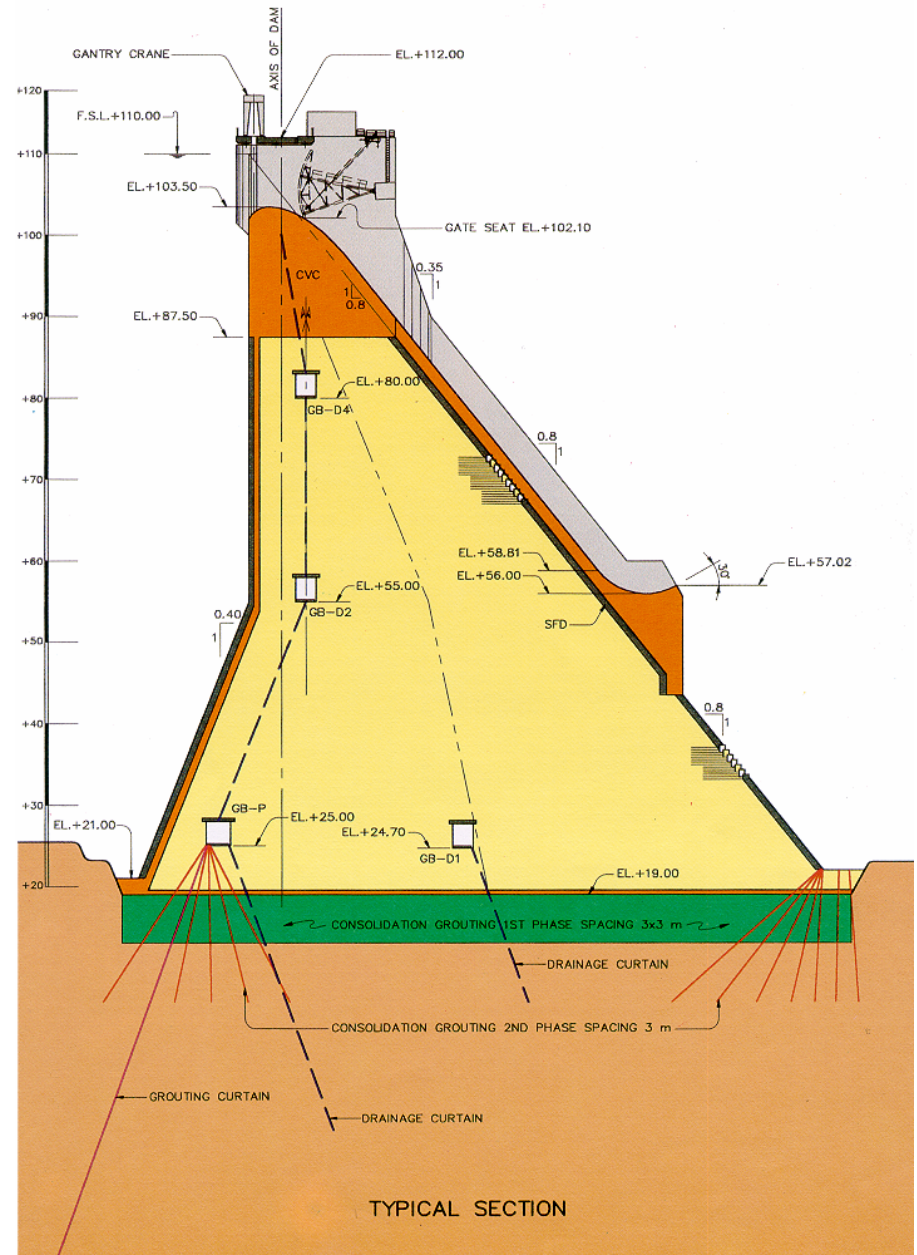 AXIS OF DAM
GANTRY CRANE
EL.+112.00
+120
F.S.L.+110.00
+110
EL.+103.50
GATE SEAT EL.+102.10
+100
0.35
1
CVC
1
0.8
+90
EL.+87.50
EL.+80.00
+80
GB-D4
0.8
1
+70
+60
EL.+58.81
EL.+57.02
30°
EL.+55.00
EL.+56.00
GB-D2
0.40
1
SFD
+50
+40
0.8
1
+30
GB-P
EL.+21.00
EL.+25.00
EL.+24.70
GB-D1
+20
EL.+19.00
CONSOLIDATION GROUTING 1ST PHASE SPACING 3x3 m
DRAINAGE CURTAIN
CONSOLIDATION GROUTING 2ND PHASE SPACING 3 m
GROUTING CURTAIN
DRAINAGE CURTAIN
TYPICAL SECTION